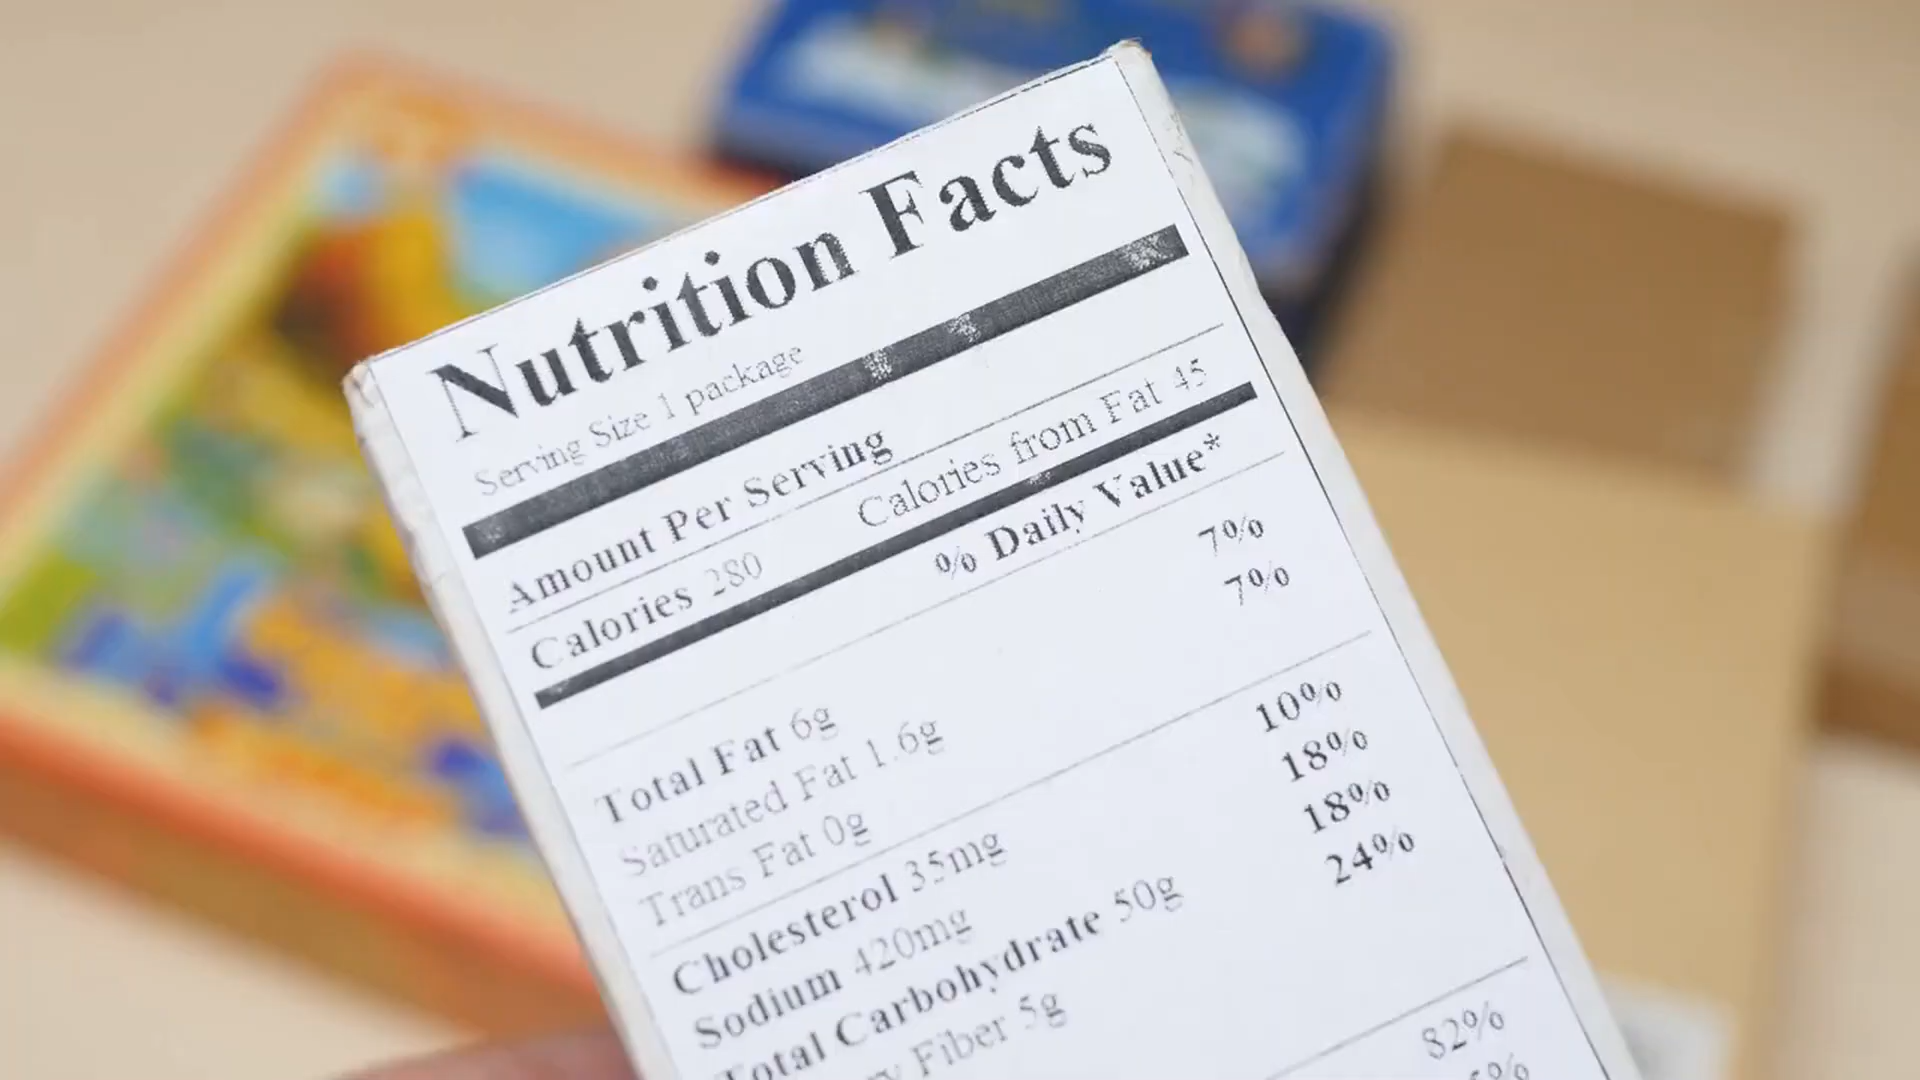 Nutrition Facts
Serving Size 1 package
Amount Per Serving
Calories 280 Calories from Fat 45
% Daily Value*
Total Fat 6g 7%
Saturated Fat 1.6g 7%
Trans Fat 0g
Cholesterol 35mg 10%
Sodium 420mg 18%
Total Carbohydrate 50g 18%
Fiber 5g 24%
82%